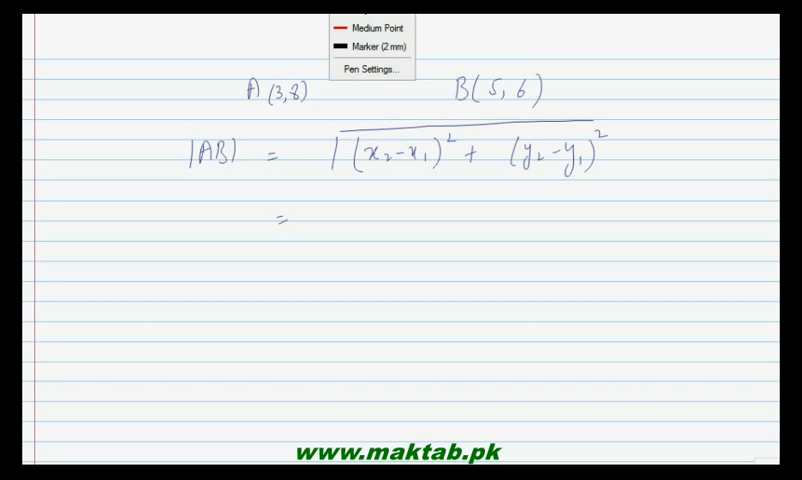 Medium Point
Marker (2 mm)
Pen Settings...
A (3,8) B(5,6)
|AB| = √(x₂-x₁)² + (y₂-y₁)²
=
www.maktab.pk